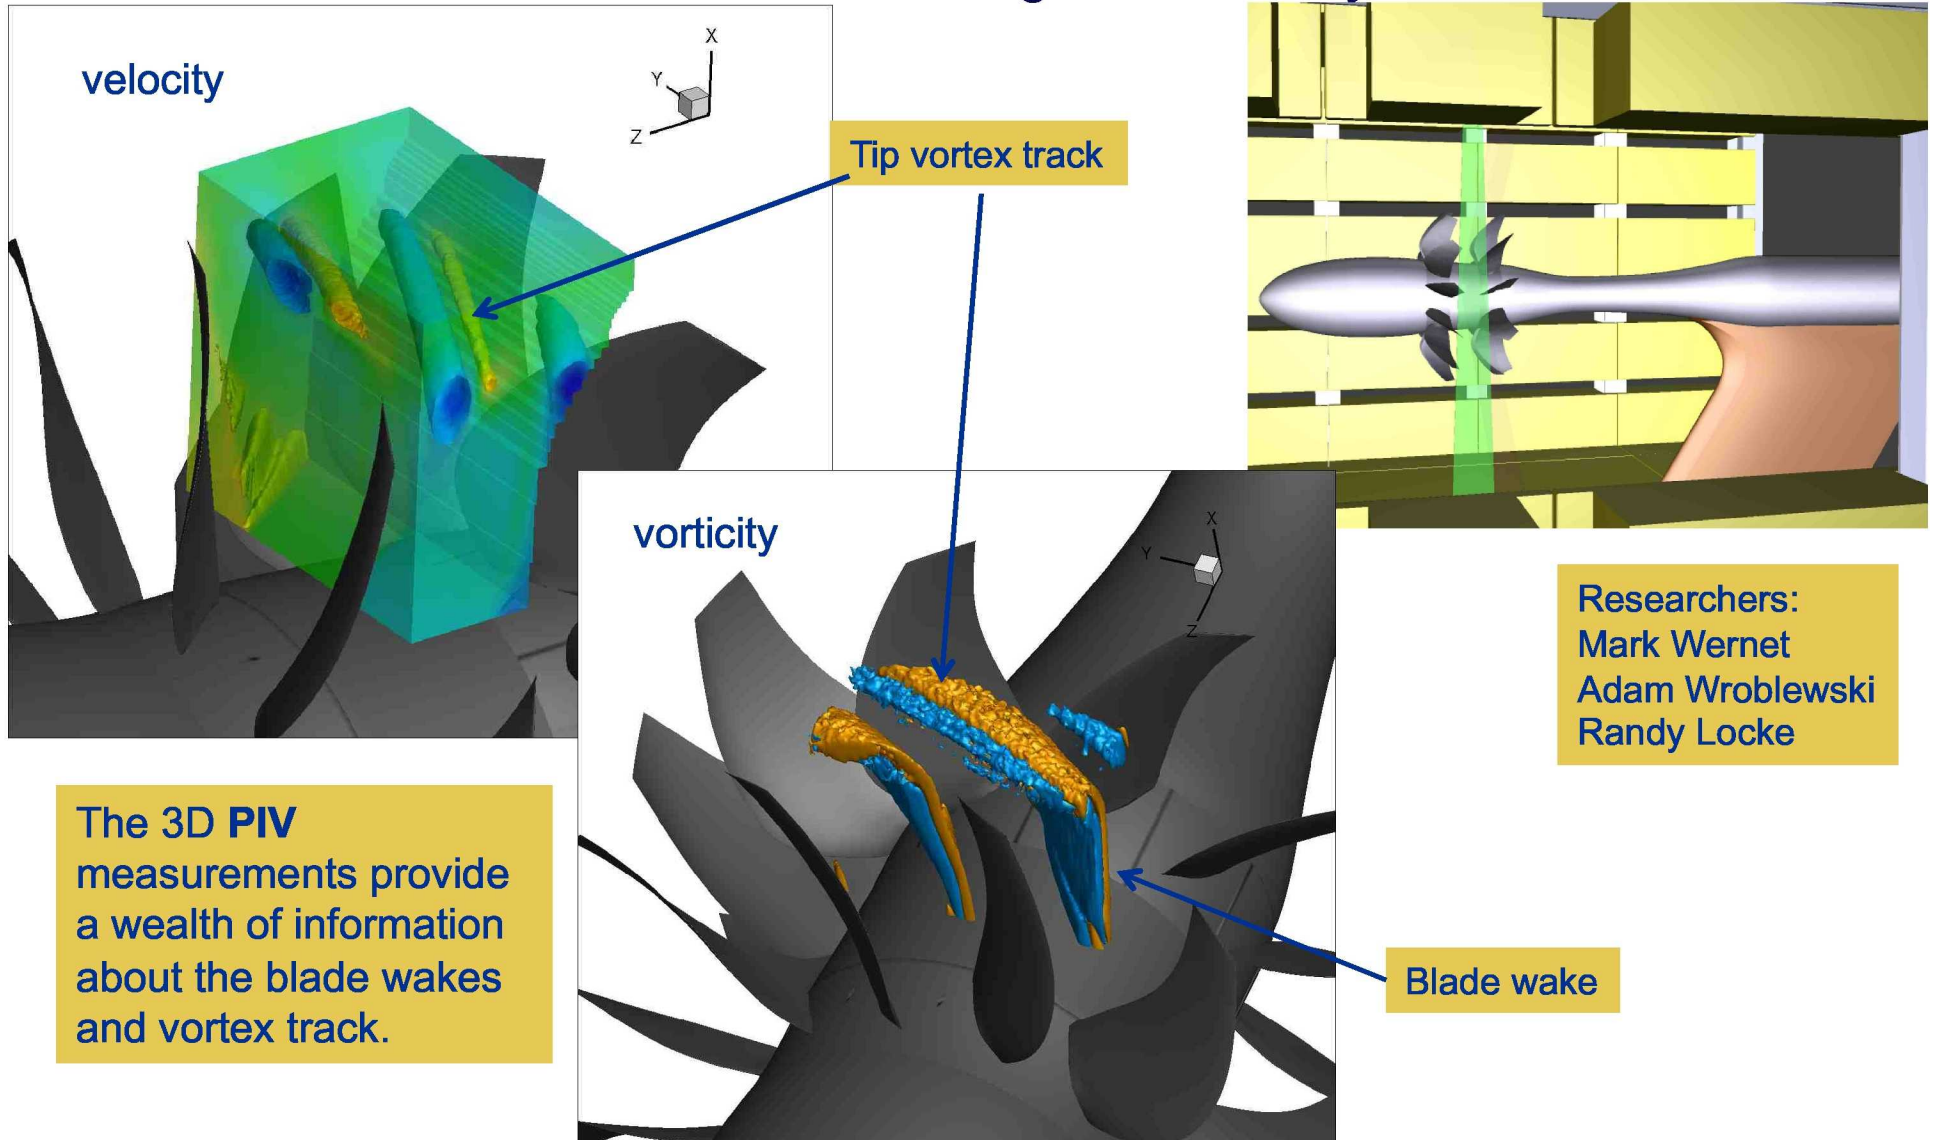 velocity
X
Y
Z
Tip vortex track
vorticity
X
Y
Z
Researchers:
Mark Wernet
Adam Wroblewski
Randy Locke
The 3D PIV
measurements provide
a wealth of information
about the blade wakes
and vortex track.
Blade wake